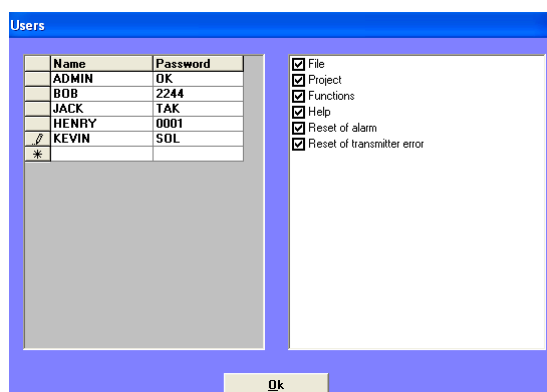 Users
Name Password
ADMIN OK
BOB 2244
JACK TAK
HENRY 0001
KEVIN SOL
File
Project
Functions
Help
Reset of alarm
Reset of transmitter error
Ok